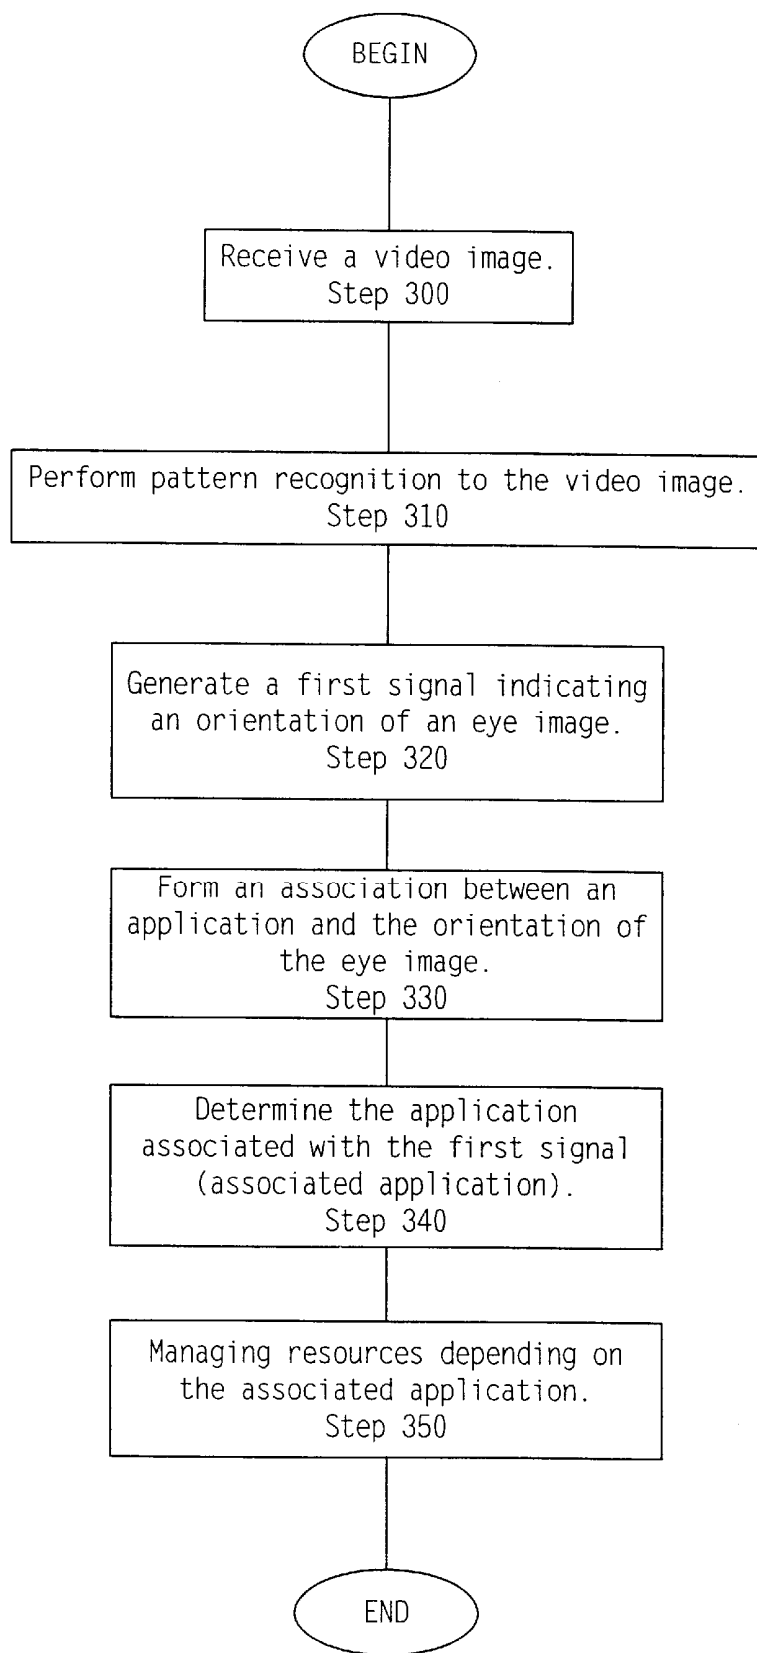 BEGIN
Receive a video image.
Step 300
Perform pattern recognition to the video image.
Step 310
Generate a first signal indicating
an orientation of an eye image.
Step 320
Form an association between an
application and the orientation of
the eye image.
Step 330
Determine the application
associated with the first signal
(associated application).
Step 340
Managing resources depending on
the associated application.
Step 350
END